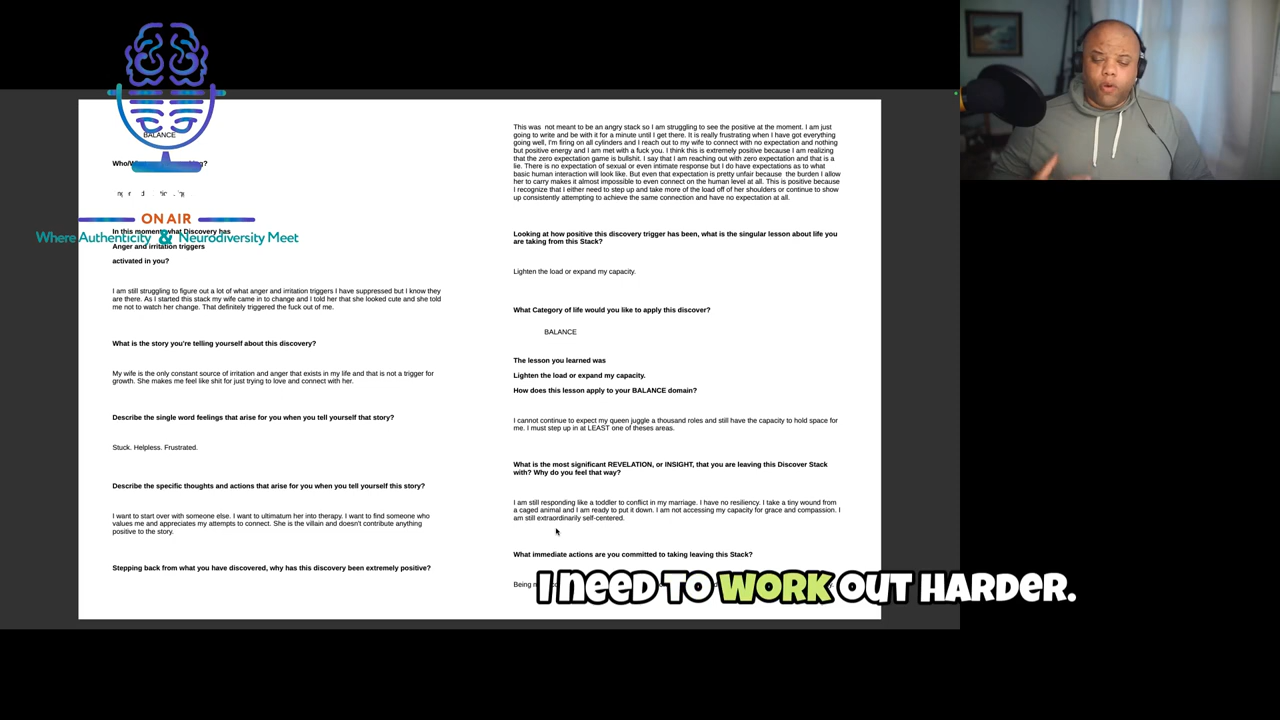 BALANCE
ON AIR
Where Authenticity & Neurodiversity Meet
In this moment what Discovery has
Anger and irritation triggers
activated in you?
I am still struggling to figure out a lot of what anger and irritation triggers I have suppressed but I know they
are there. As I started this stack my wife came in to change and I told her that she looked cute and she told
me not to watch her change. That definitely triggered the fuck out of me.
What is the story you're telling yourself about this discovery?
My wife is the only constant source of irritation and anger that exists in my life and that is not a trigger for
growth. She makes me feel like shit for just trying to love and connect with her.
Describe the single word feelings that arise for you when you tell yourself that story?
Stuck. Helpless. Frustrated.
Describe the specific thoughts and actions that arise for you when you tell yourself this story?
I want to start over with someone else. I want to ultimatum her into therapy. I want to find someone who
values me and appreciates my attempts to connect. She is the villain and doesn't contribute anything
positive to the story.
Stepping back from what you have discovered, why has this discovery been extremely positive?
This was not meant to be an angry stack so I am struggling to see the positive at the moment. I am just
going to write and be with it for a minute until I get there. It is really frustrating when I have got everything
going well, I'm firing on all cylinders and I reach out to my wife to connect with no expectation and nothing
but positive energy and I am met with a fuck you. I think this is extremely positive because I am realizing
that the zero expectation game is bullshit. I say that I am reaching out with zero expectation and that is a
lie. There is no expectation of sexual or even intimate response but I do have expectations as to what
basic human interaction will look like. But even that expectation is pretty unfair because the burden I allow
her to carry makes it almost impossible to even connect on the human level at all. This is positive because
I recognize that I either need to step up and take more of the load off of her shoulders or continue to show
up consistently attempting to achieve the same connection and have no expectation at all.
Looking at how positive this discovery trigger has been, what is the singular lesson about life you
are taking from this Stack?
Lighten the load or expand my capacity.
What Category of life would you like to apply this discover?
BALANCE
The lesson you learned was
Lighten the load or expand my capacity.
How does this lesson apply to your BALANCE domain?
I cannot continue to expect my queen juggle a thousand roles and still have the capacity to hold space for
me. I must step up in at LEAST one of theses areas.
What is the most significant REVELATION, or INSIGHT, that you are leaving this Discover Stack
with? Why do you feel that way?
I am still responding like a toddler to conflict in my marriage. I have no resiliency. I take a tiny wound from
a caged animal and I am ready to put it down. I am not accessing my capacity for grace and compassion. I
am still extraordinarily self-centered.
What immediate actions are you committed to taking leaving this Stack?
Being
I NEED TO WORK OUT HARDER.